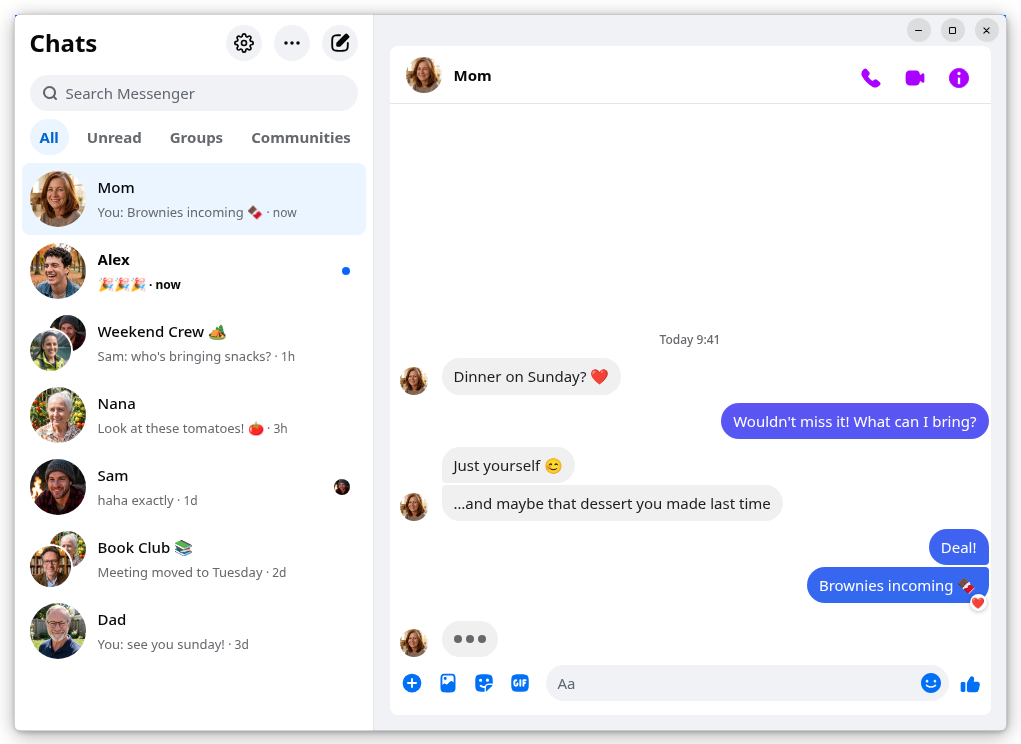 Chats
Search Messenger
All Unread Groups Communities
Mom
You: Brownies incoming 🍫 · now
Alex
🎉🎉🎉 · now
Weekend Crew 🏕️
Sam: who's bringing snacks? · 1h
Nana
Look at these tomatoes! 🍅 · 3h
Sam
haha exactly · 1d
Book Club 📚
Meeting moved to Tuesday · 2d
Dad
You: see you sunday! · 3d
Mom
Today 9:41
Dinner on Sunday? ❤️
Wouldn't miss it! What can I bring?
Just yourself 😊
...and maybe that dessert you made last time
Deal!
Brownies incoming 🍫
GIF
Aa